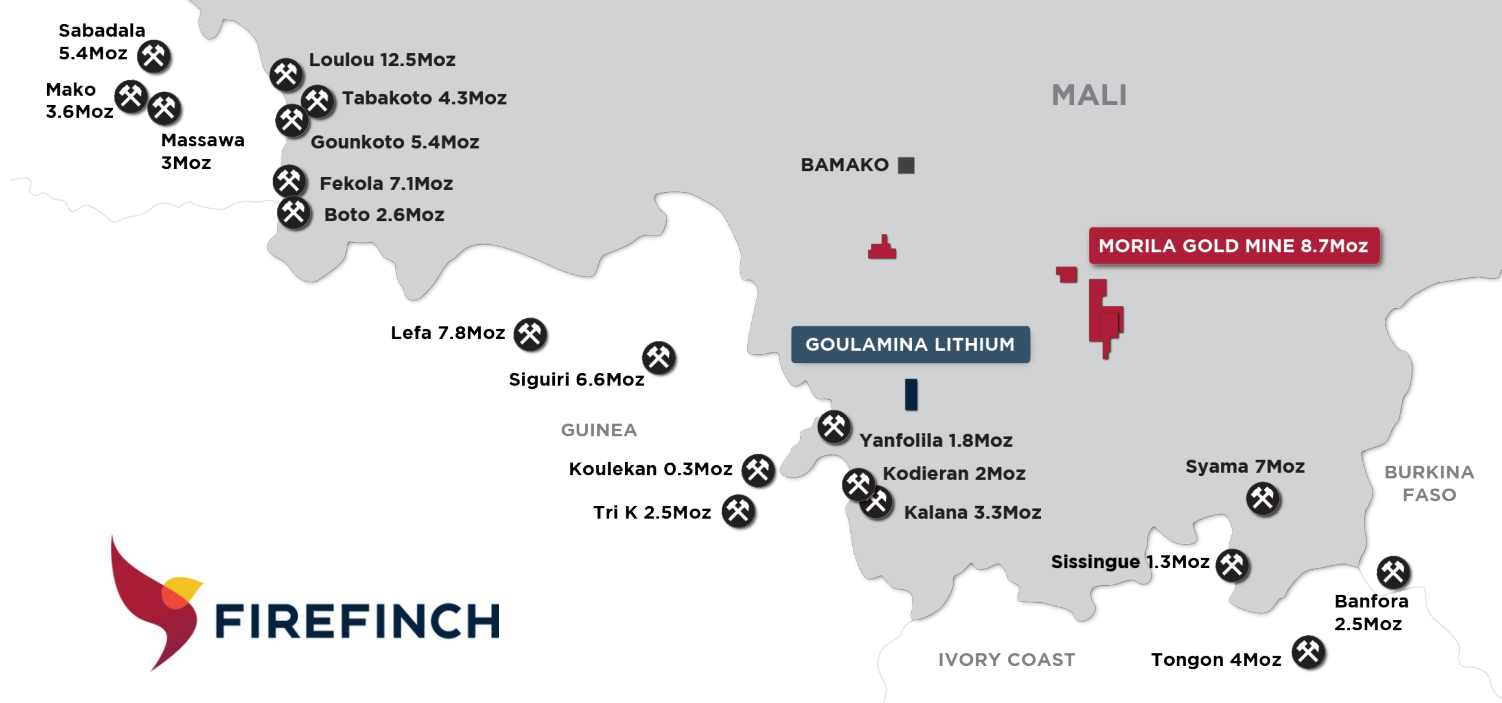 Sabadala
5.4Moz
Mako
3.6Moz
Massawa
3Moz
Loulou 12.5Moz
Tabakoto 4.3Moz
Gounkoto 5.4Moz
Fekola 7.1Moz
Boto 2.6Moz
MALI
BAMAKO
MORILA GOLD MINE 8.7Moz
GOULAMINA LITHIUM
Lefa 7.8Moz
Siguiri 6.6Moz
GUINEA
Koulekan 0.3Moz
Tri K 2.5Moz
Yanfolila 1.8Moz
Kodieran 2Moz
Kalana 3.3Moz
Syama 7Moz
BURKINA
FASO
Sissingue 1.3Moz
Banfora
2.5Moz
Tongon 4Moz
IVORY COAST
FIREFINCH